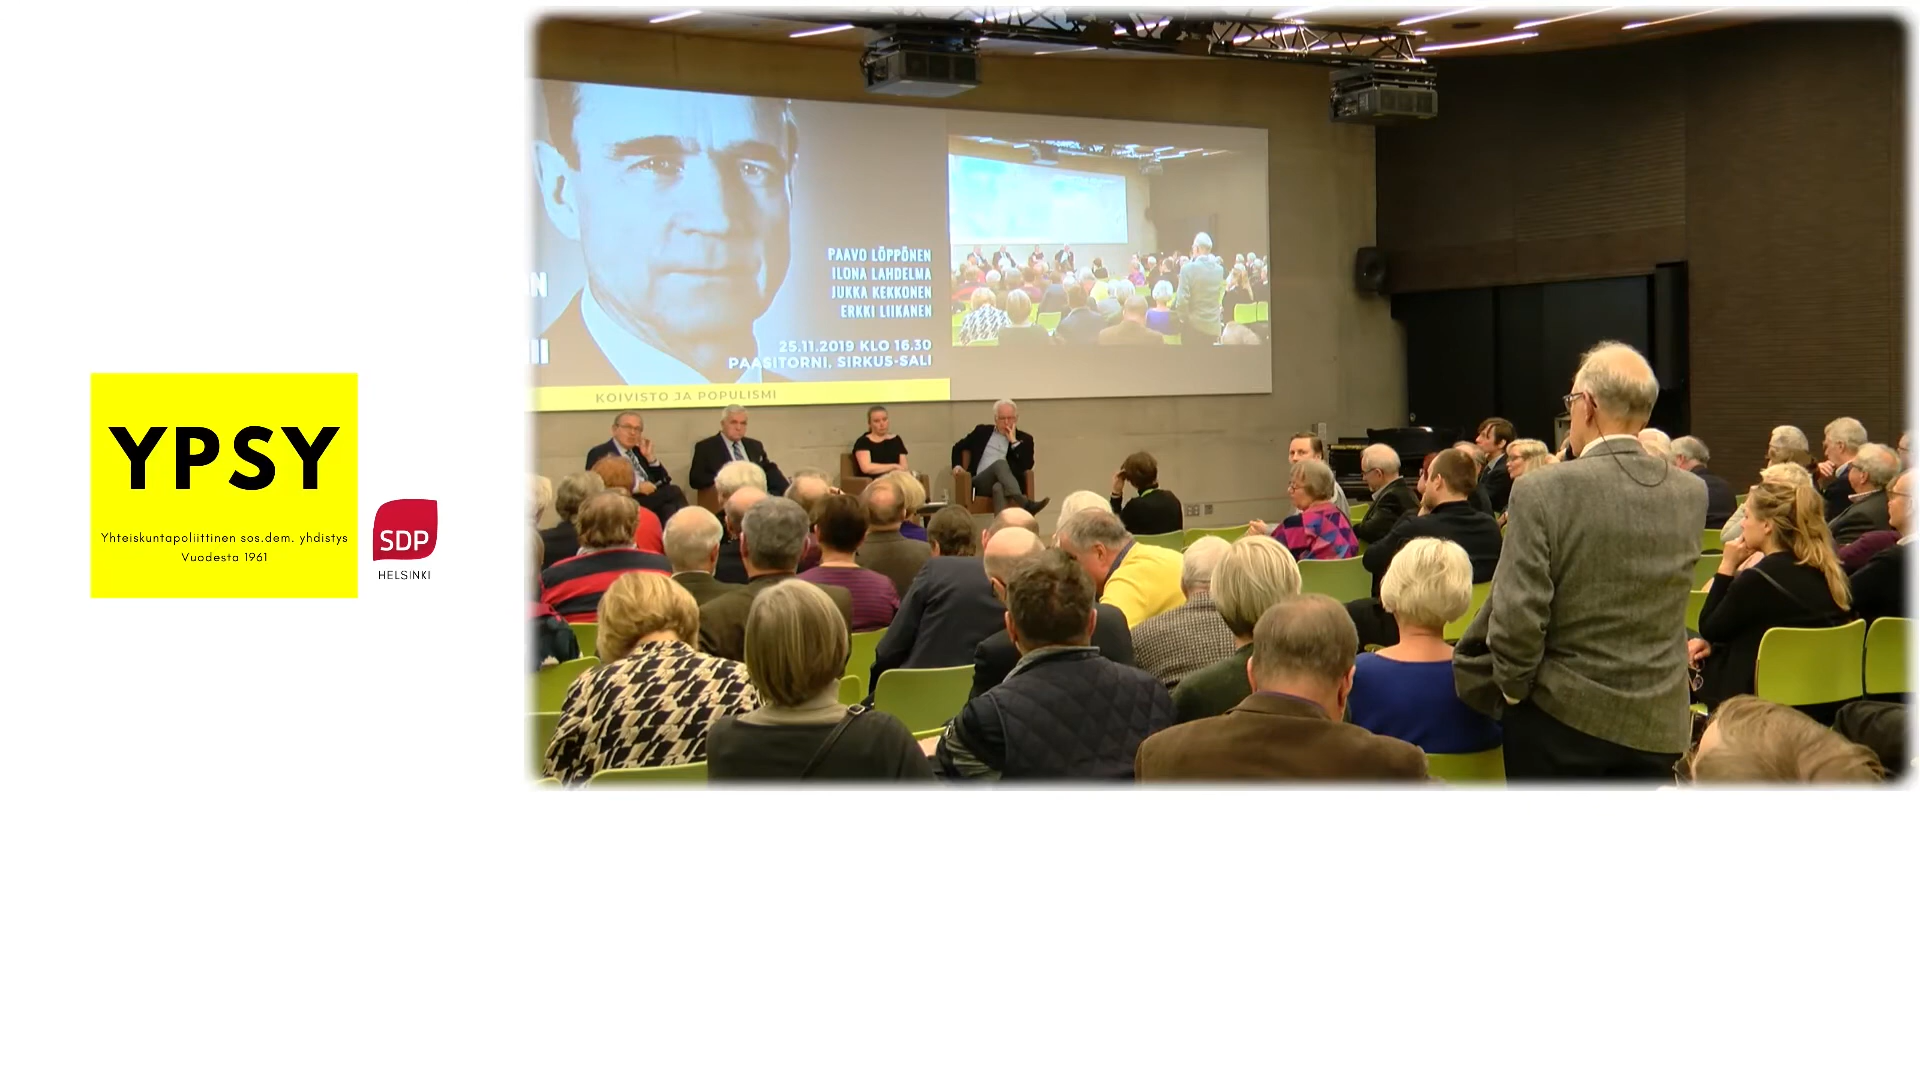 YPSY
Yhteiskuntapoliittinen sos.dem. yhdistys
Vuodesta 1961
SDP
HELSINKI
N
II
PAAVO LÖPPÖNEN
ILONA LAHDELMA
JUKKA KEKKONEN
ERKKI LIIKANEN
25.11.2019 KLO 16.30
PAASITORNI, SIRKUS-SALI
KOIVISTO JA POPULISMI